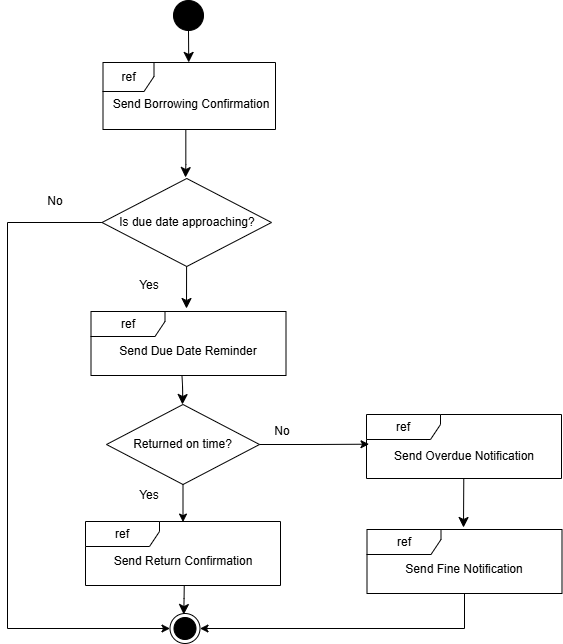 ref
Send Borrowing Confirmation
No
Is due date approaching?
Yes
ref
Send Due Date Reminder
Returned on time?
No
ref
Send Overdue Notification
Yes
ref
Send Return Confirmation
ref
Send Fine Notification